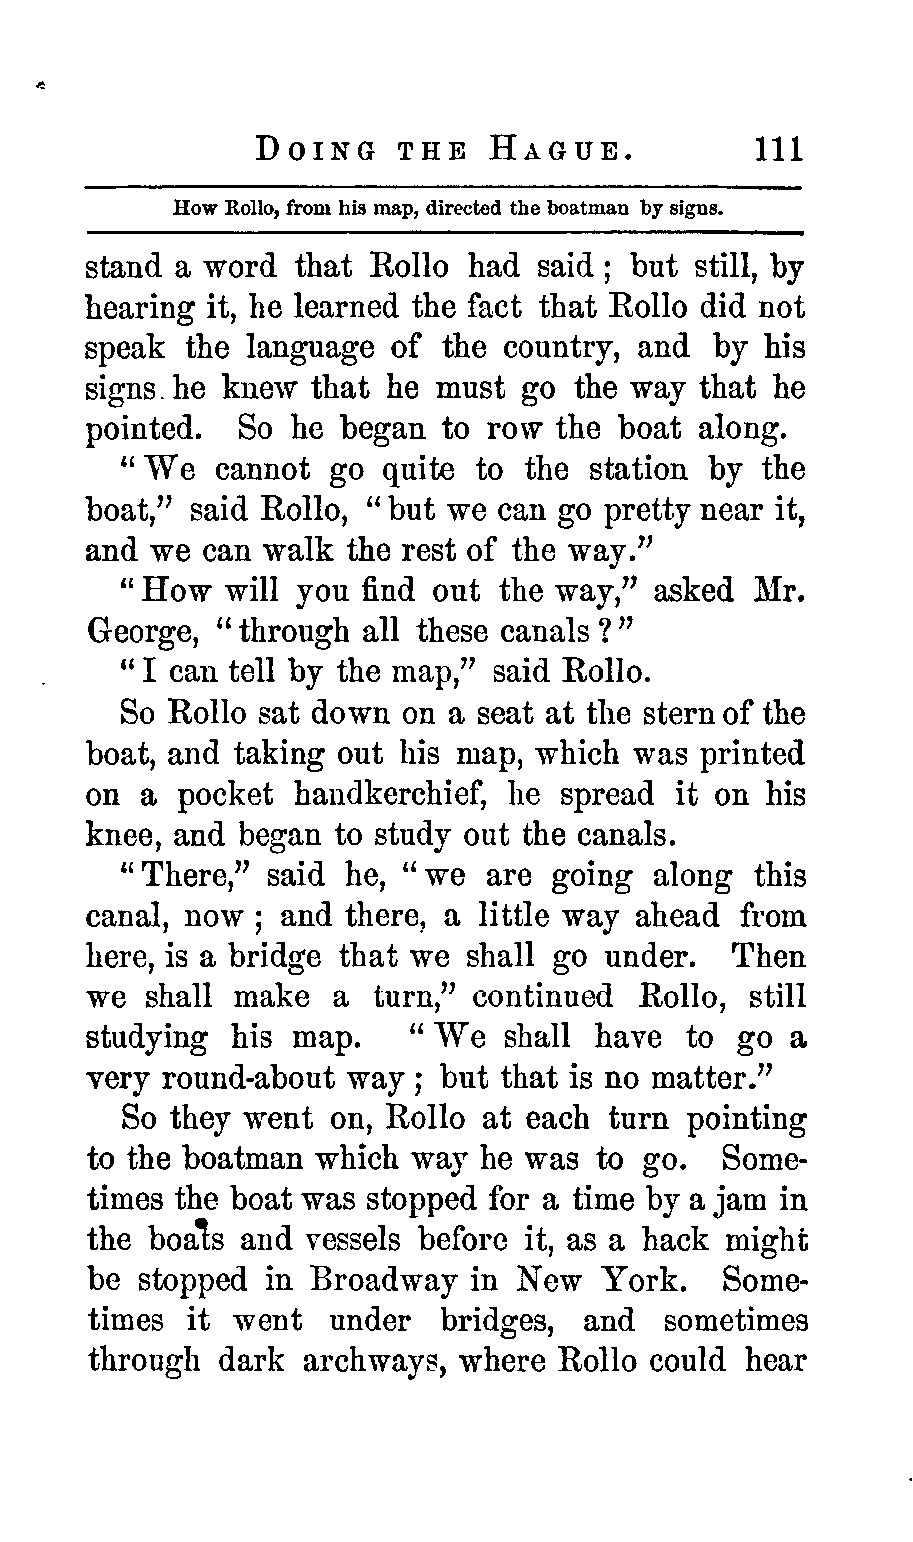 DOING THE HAGUE. 111
How Rollo, from his map, directed the boatman by signs.
stand a word that Rollo had said; but still, by
hearing it, he learned the fact that Rollo did not
speak the language of the country, and by his
signs. he knew that he must go the way that he
pointed. So he began to row the boat along.
"We cannot go quite to the station by the
boat," said Rollo, "but we can go pretty near it,
and we can walk the rest of the way."
"How will you find out the way," asked Mr.
George, "through all these canals?"
"I can tell by the map," said Rollo.
So Rollo sat down on a seat at the stern of the
boat, and taking out his map, which was printed
on a pocket handkerchief, he spread it on his
knee, and began to study out the canals.
"There," said he, "we are going along this
canal, now; and there, a little way ahead from
here, is a bridge that we shall go under. Then
we shall make a turn," continued Rollo, still
studying his map. "We shall have to go a
very round-about way; but that is no matter."
So they went on, Rollo at each turn pointing
to the boatman which way he was to go. Some-
times the boat was stopped for a time by a jam in
the boats and vessels before it, as a hack might
be stopped in Broadway in New York. Some-
times it went under bridges, and sometimes
through dark archways, where Rollo could hear